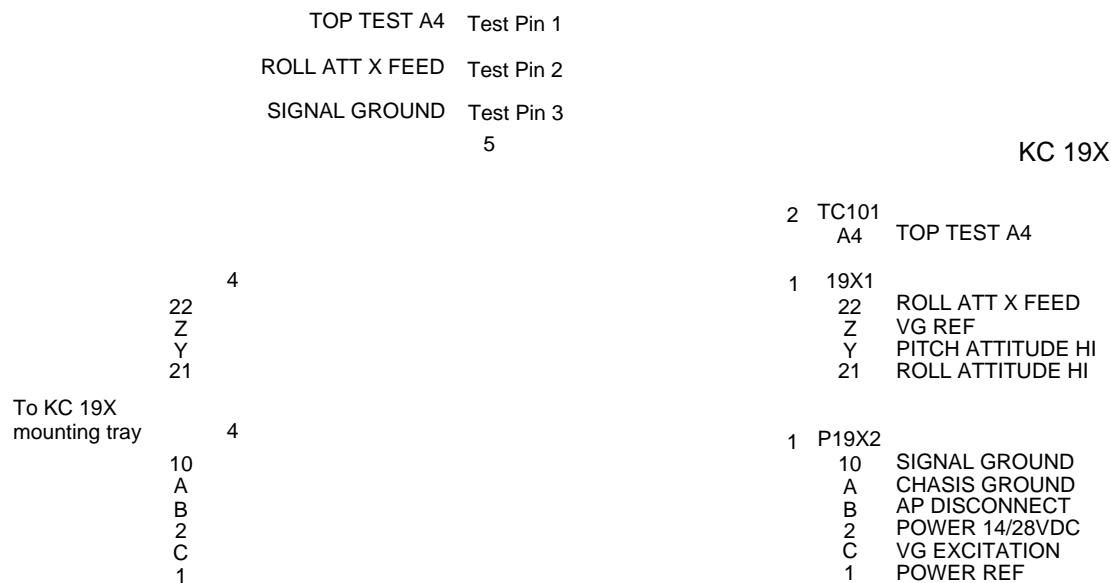 TOP TEST A4 Test Pin 1
ROLL ATT X FEED Test Pin 2
SIGNAL GROUND Test Pin 3
5
KC 19X
2 TC101
A4 TOP TEST A4
4 1 19X1
22 22 ROLL ATT X FEED
Z Z VG REF
Y Y PITCH ATTITUDE HI
21 21 ROLL ATTITUDE HI
To KC 19X
mounting tray 4 1 P19X2
10 10 SIGNAL GROUND
A A CHASIS GROUND
B B AP DISCONNECT
2 2 POWER 14/28VDC
C C VG EXCITATION
1 1 POWER REF